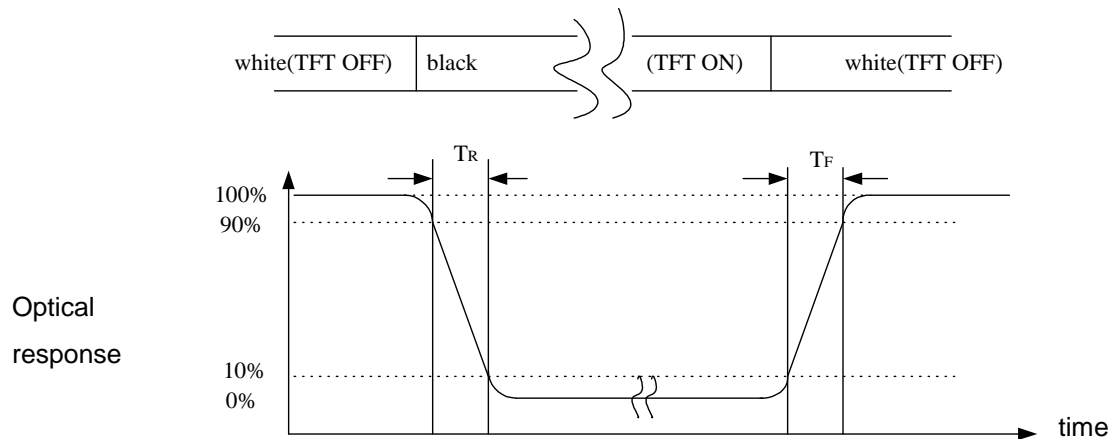 white(TFT OFF) black (TFT ON) white(TFT OFF)
TR TF
100%
90%
Optical
response
10%
0%
time